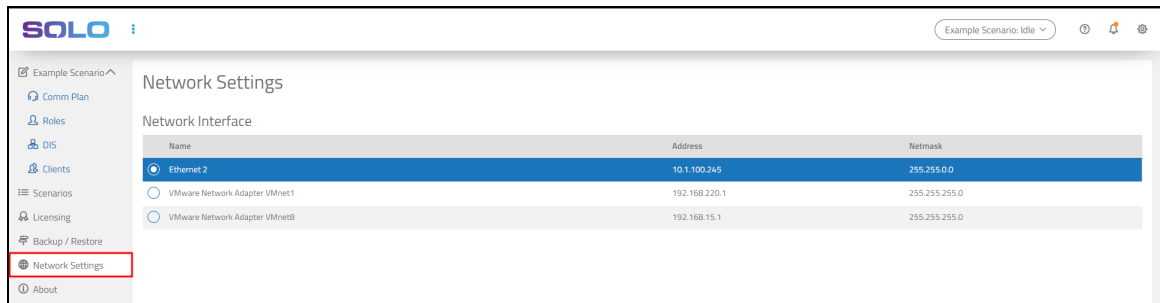 SOLO
Example Scenario: Idle
Example Scenario
Comm Plan
Roles
DIS
Clients
Scenarios
Licensing
Backup / Restore
Network Settings
About
Network Settings
Network Interface
Name Address Netmask
Ethernet 2 10.1.100.245 255.255.0.0
VMware Network Adapter VMnet1 192.168.220.1 255.255.255.0
VMware Network Adapter VMnet8 192.168.15.1 255.255.255.0